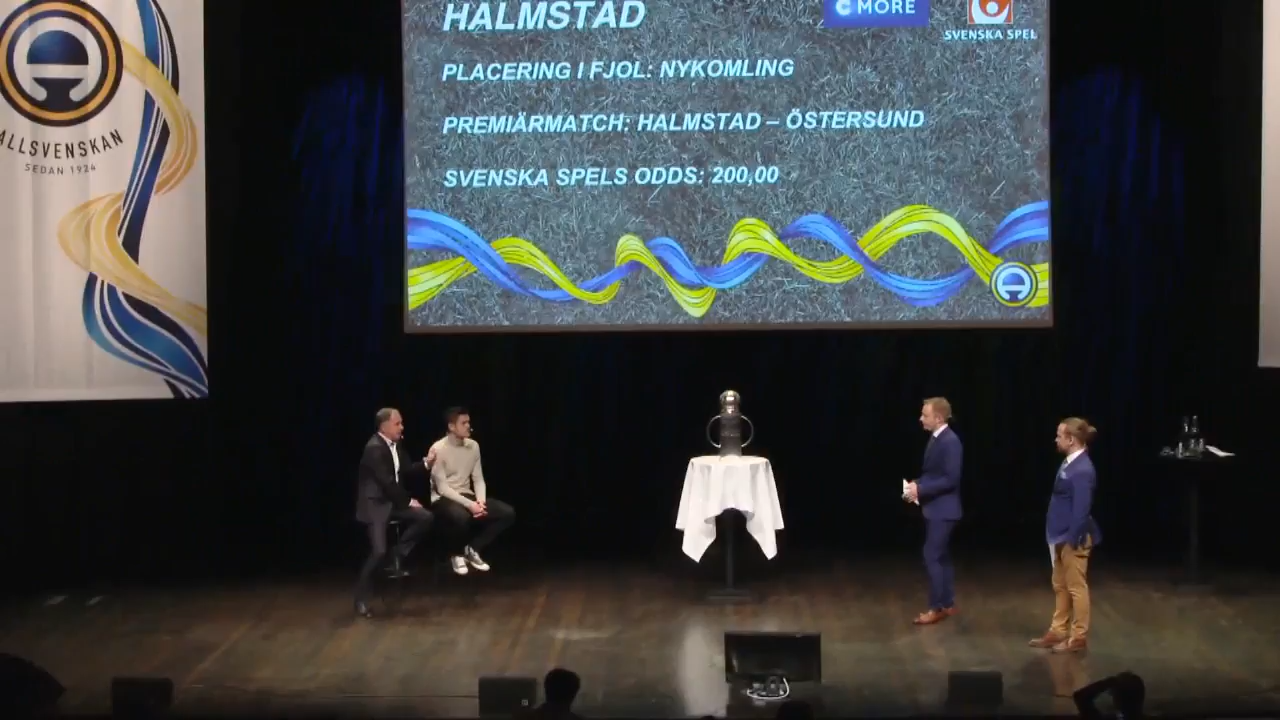 HALMSTAD
C MORE
SVENSKA SPEL
PLACERING I FJOL: NYKOMLING
PREMIÄRMATCH: HALMSTAD – ÖSTERSUND
SVENSKA SPELS ODDS: 200,00
ALLSVENSKAN
SEDAN 1924